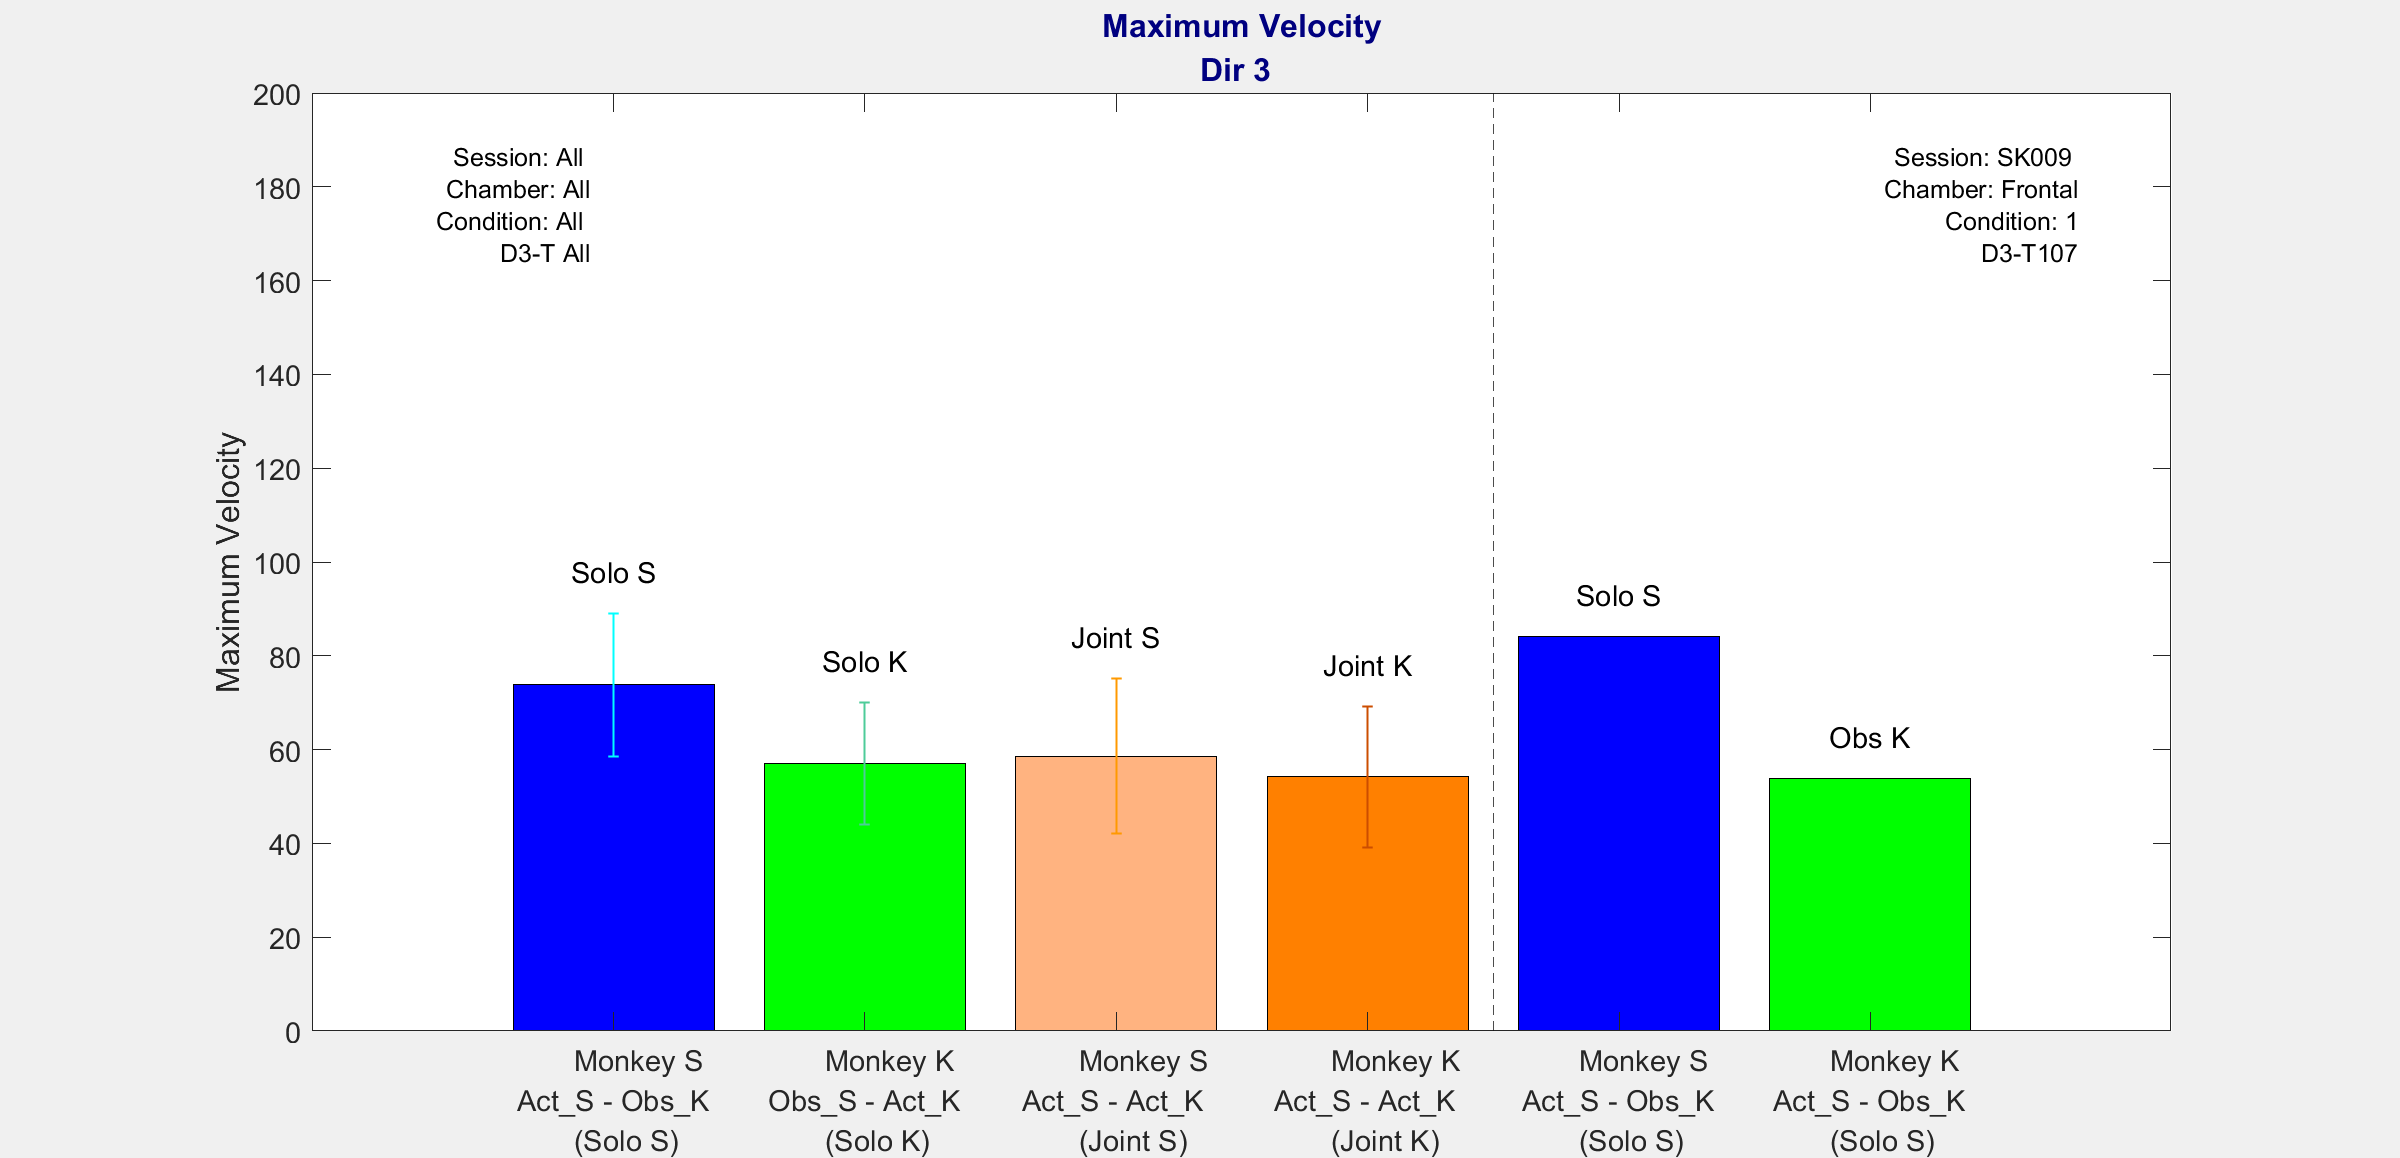 Maximum Velocity
Dir 3
Session: All
Chamber: All
Condition: All
D3-T All
Session: SK009
Chamber: Frontal
Condition: 1
D3-T107
Maximum Velocity
200
180
160
140
120
100
80
60
40
20
0
Solo S
Solo K
Joint S
Joint K
Solo S
Obs K
Monkey S
Act_S - Obs_K
(Solo S)
Monkey K
Obs_S - Act_K
(Solo K)
Monkey S
Act_S - Act_K
(Joint S)
Monkey K
Act_S - Act_K
(Joint K)
Monkey S
Act_S - Obs_K
(Solo S)
Monkey K
Act_S - Obs_K
(Solo S)